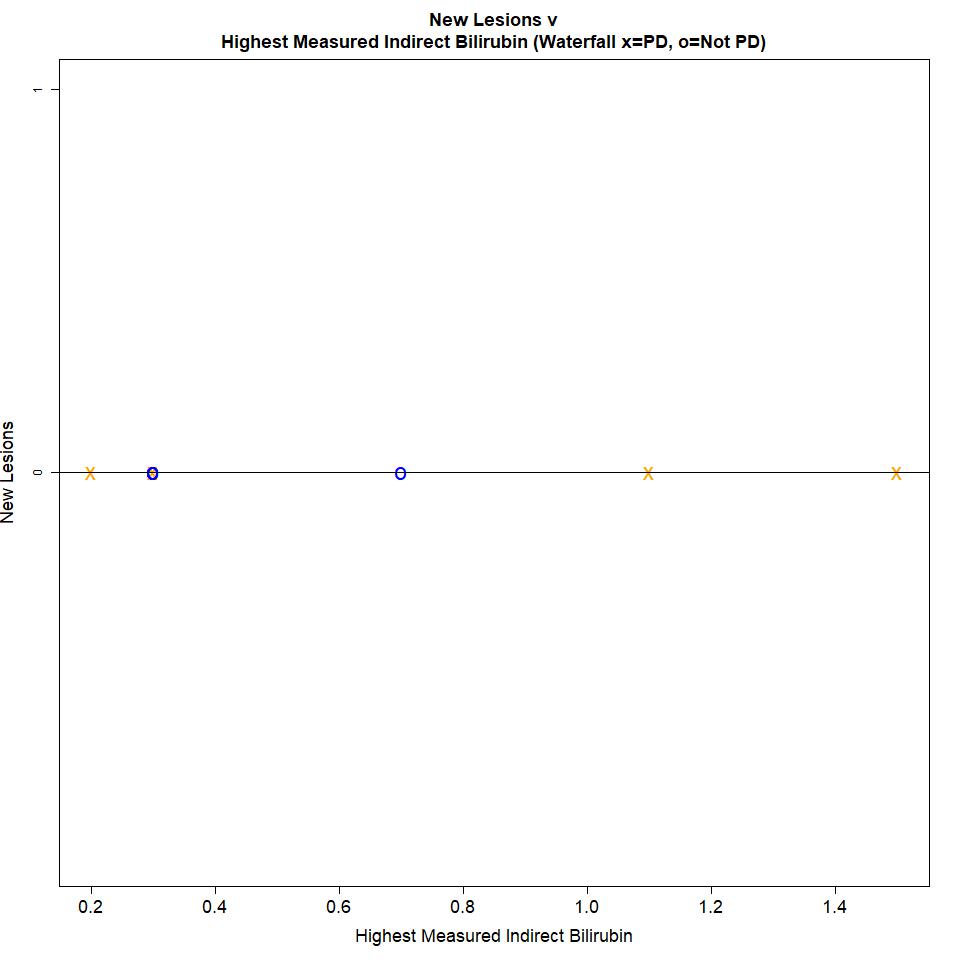 New Lesions v
Highest Measured Indirect Bilirubin (Waterfall x=PD, o=Not PD)
1
New Lesions
0
x
o
o
x
x
0.2
0.4
0.6
0.8
1.0
1.2
1.4
Highest Measured Indirect Bilirubin